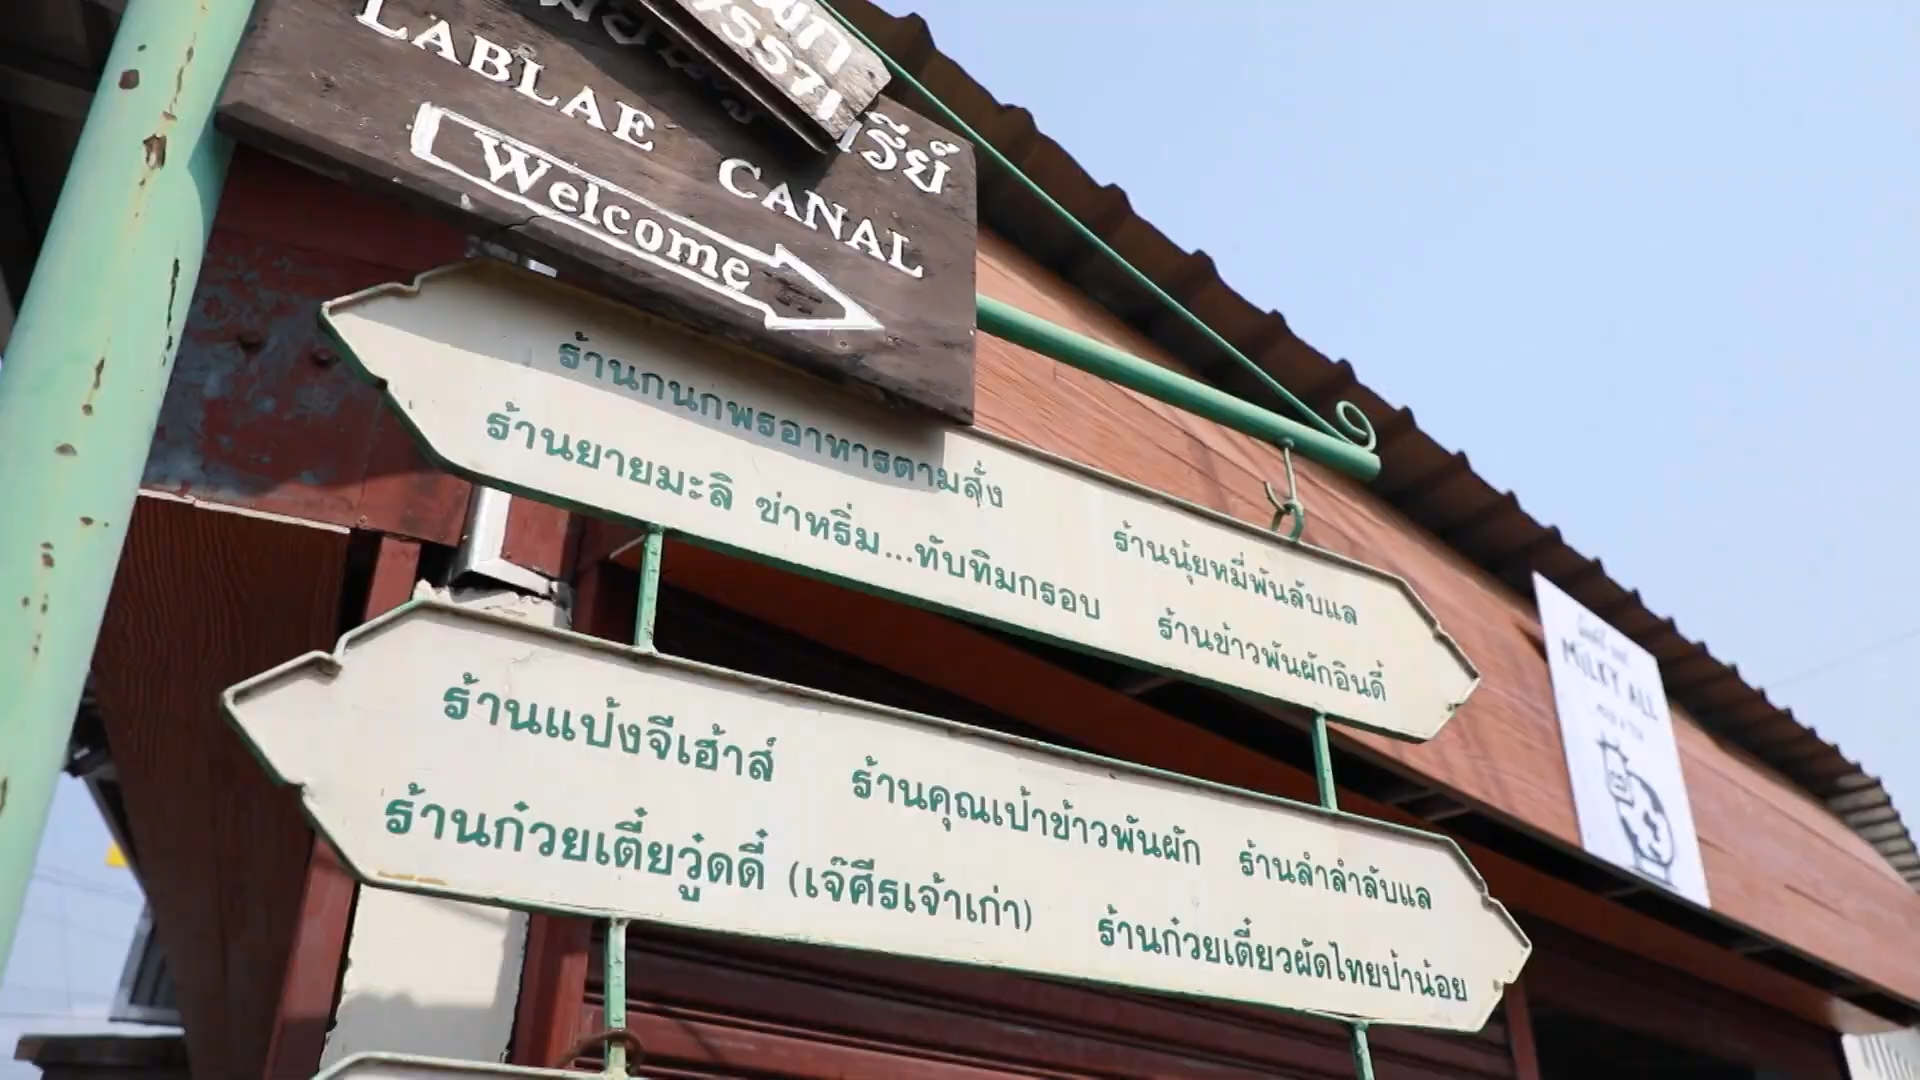 75571
รีย์
LABLAE CANAL
Welcome
ร้านกนกพรอาหารตามสั่ง
ร้านนุ้ยหมี่พันลับแล
ร้านยายมะลิ ข่าหริ่ม...ทับทิมกรอบ
ร้านข้าวพันผักอินดี้
ร้านแป้งจีเฮ้าส์
ร้านคุณเป้าข้าวพันผัก
ร้านลำลำลับแล
ร้านก๋วยเตี๋ยวู๋ดดี๋ (เจ๊ศีรเจ้าเก่า)
ร้านก๋วยเตี๋ยวผัดไทยป้าน้อย
MILKY ALL